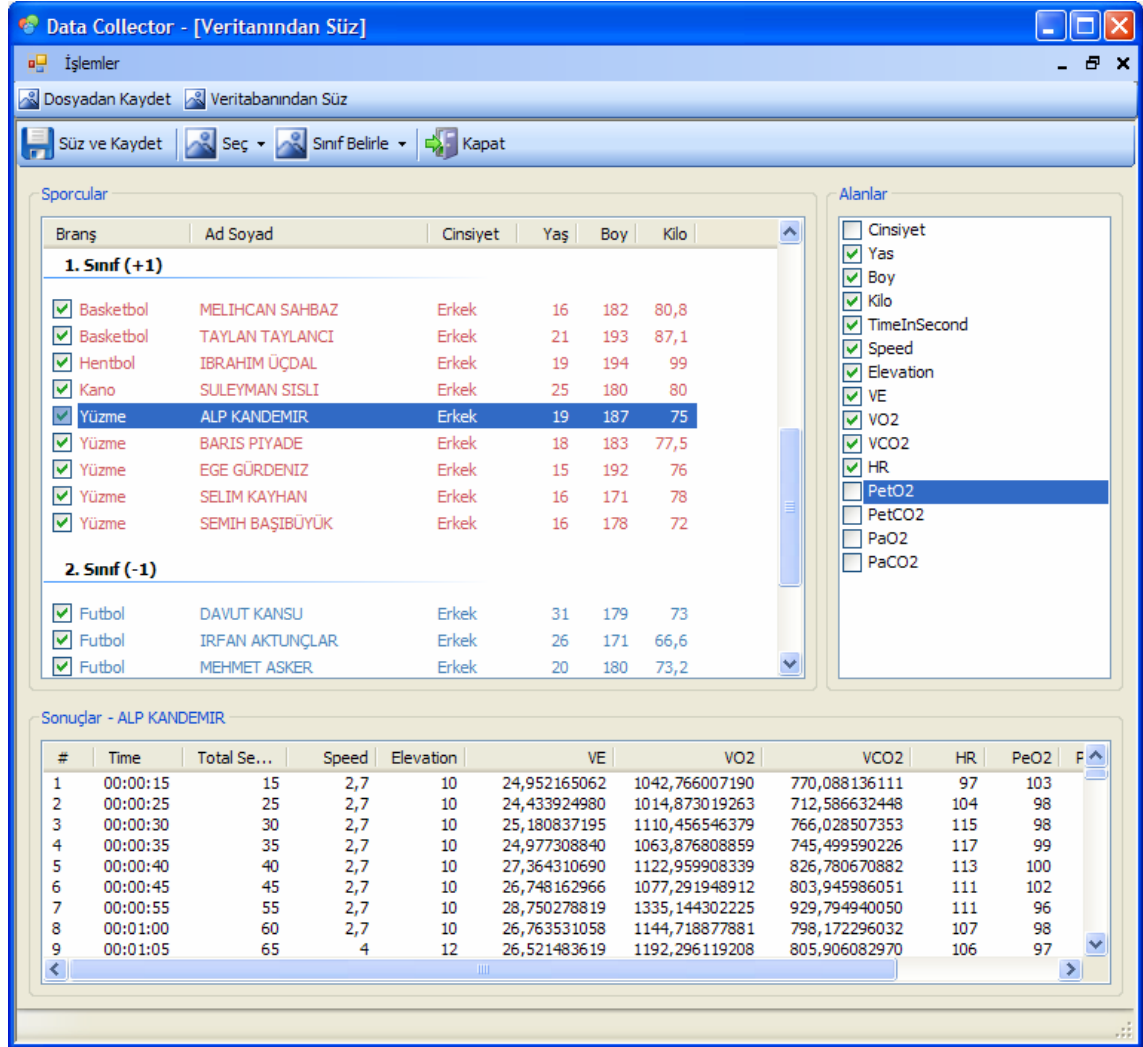 Data Collector - [Veritanından Süz]
İşlemler
Dosyadan Kaydet Veritabanından Süz
Süz ve Kaydet Seç Sınıf Belirle Kapat
Sporcular
Branş Ad Soyad Cinsiyet Yaş Boy Kilo
1. Sınıf (+1)
Basketbol MELIHCAN SAHBAZ Erkek 16 182 80,8
Basketbol TAYLAN TAYLANCI Erkek 21 193 87,1
Hentbol IBRAHIM ÜÇDAL Erkek 19 194 99
Kano SULEYMAN SISLI Erkek 25 180 80
Yüzme ALP KANDEMIR Erkek 19 187 75
Yüzme BARIS PIYADE Erkek 18 183 77,5
Yüzme EGE GÜRDENIZ Erkek 15 192 76
Yüzme SELIM KAYHAN Erkek 16 171 78
Yüzme SEMIH BAŞIBÜYÜK Erkek 16 178 72
2. Sınıf (-1)
Futbol DAVUT KANSU Erkek 31 179 73
Futbol IRFAN AKTUNÇLAR Erkek 26 171 66,6
Futbol MEHMET ASKER Erkek 20 180 73,2
Alanlar
Cinsiyet
Yas
Boy
Kilo
TimeInSecond
Speed
Elevation
VE
VO2
VCO2
HR
PetO2
PetCO2
PaO2
PaCO2
Sonuçlar - ALP KANDEMIR
# Time Total Se... Speed Elevation VE VO2 VCO2 HR PeO2 P
1 00:00:15 15 2,7 10 24,952165062 1042,766007190 770,088136111 97 103
2 00:00:25 25 2,7 10 24,433924980 1014,873019263 712,586632448 104 98
3 00:00:30 30 2,7 10 25,180837195 1110,456546379 766,028507353 115 98
4 00:00:35 35 2,7 10 24,977308840 1063,876808859 745,499590226 117 99
5 00:00:40 40 2,7 10 27,364310690 1122,959908339 826,780670882 113 100
6 00:00:45 45 2,7 10 26,748162966 1077,291948912 803,945986051 111 102
7 00:00:55 55 2,7 10 28,750278819 1335,144302225 929,794940050 111 96
8 00:01:00 60 2,7 10 26,763531058 1144,718877881 798,172296032 107 98
9 00:01:05 65 4 12 26,521483619 1192,296119208 805,906082970 106 97